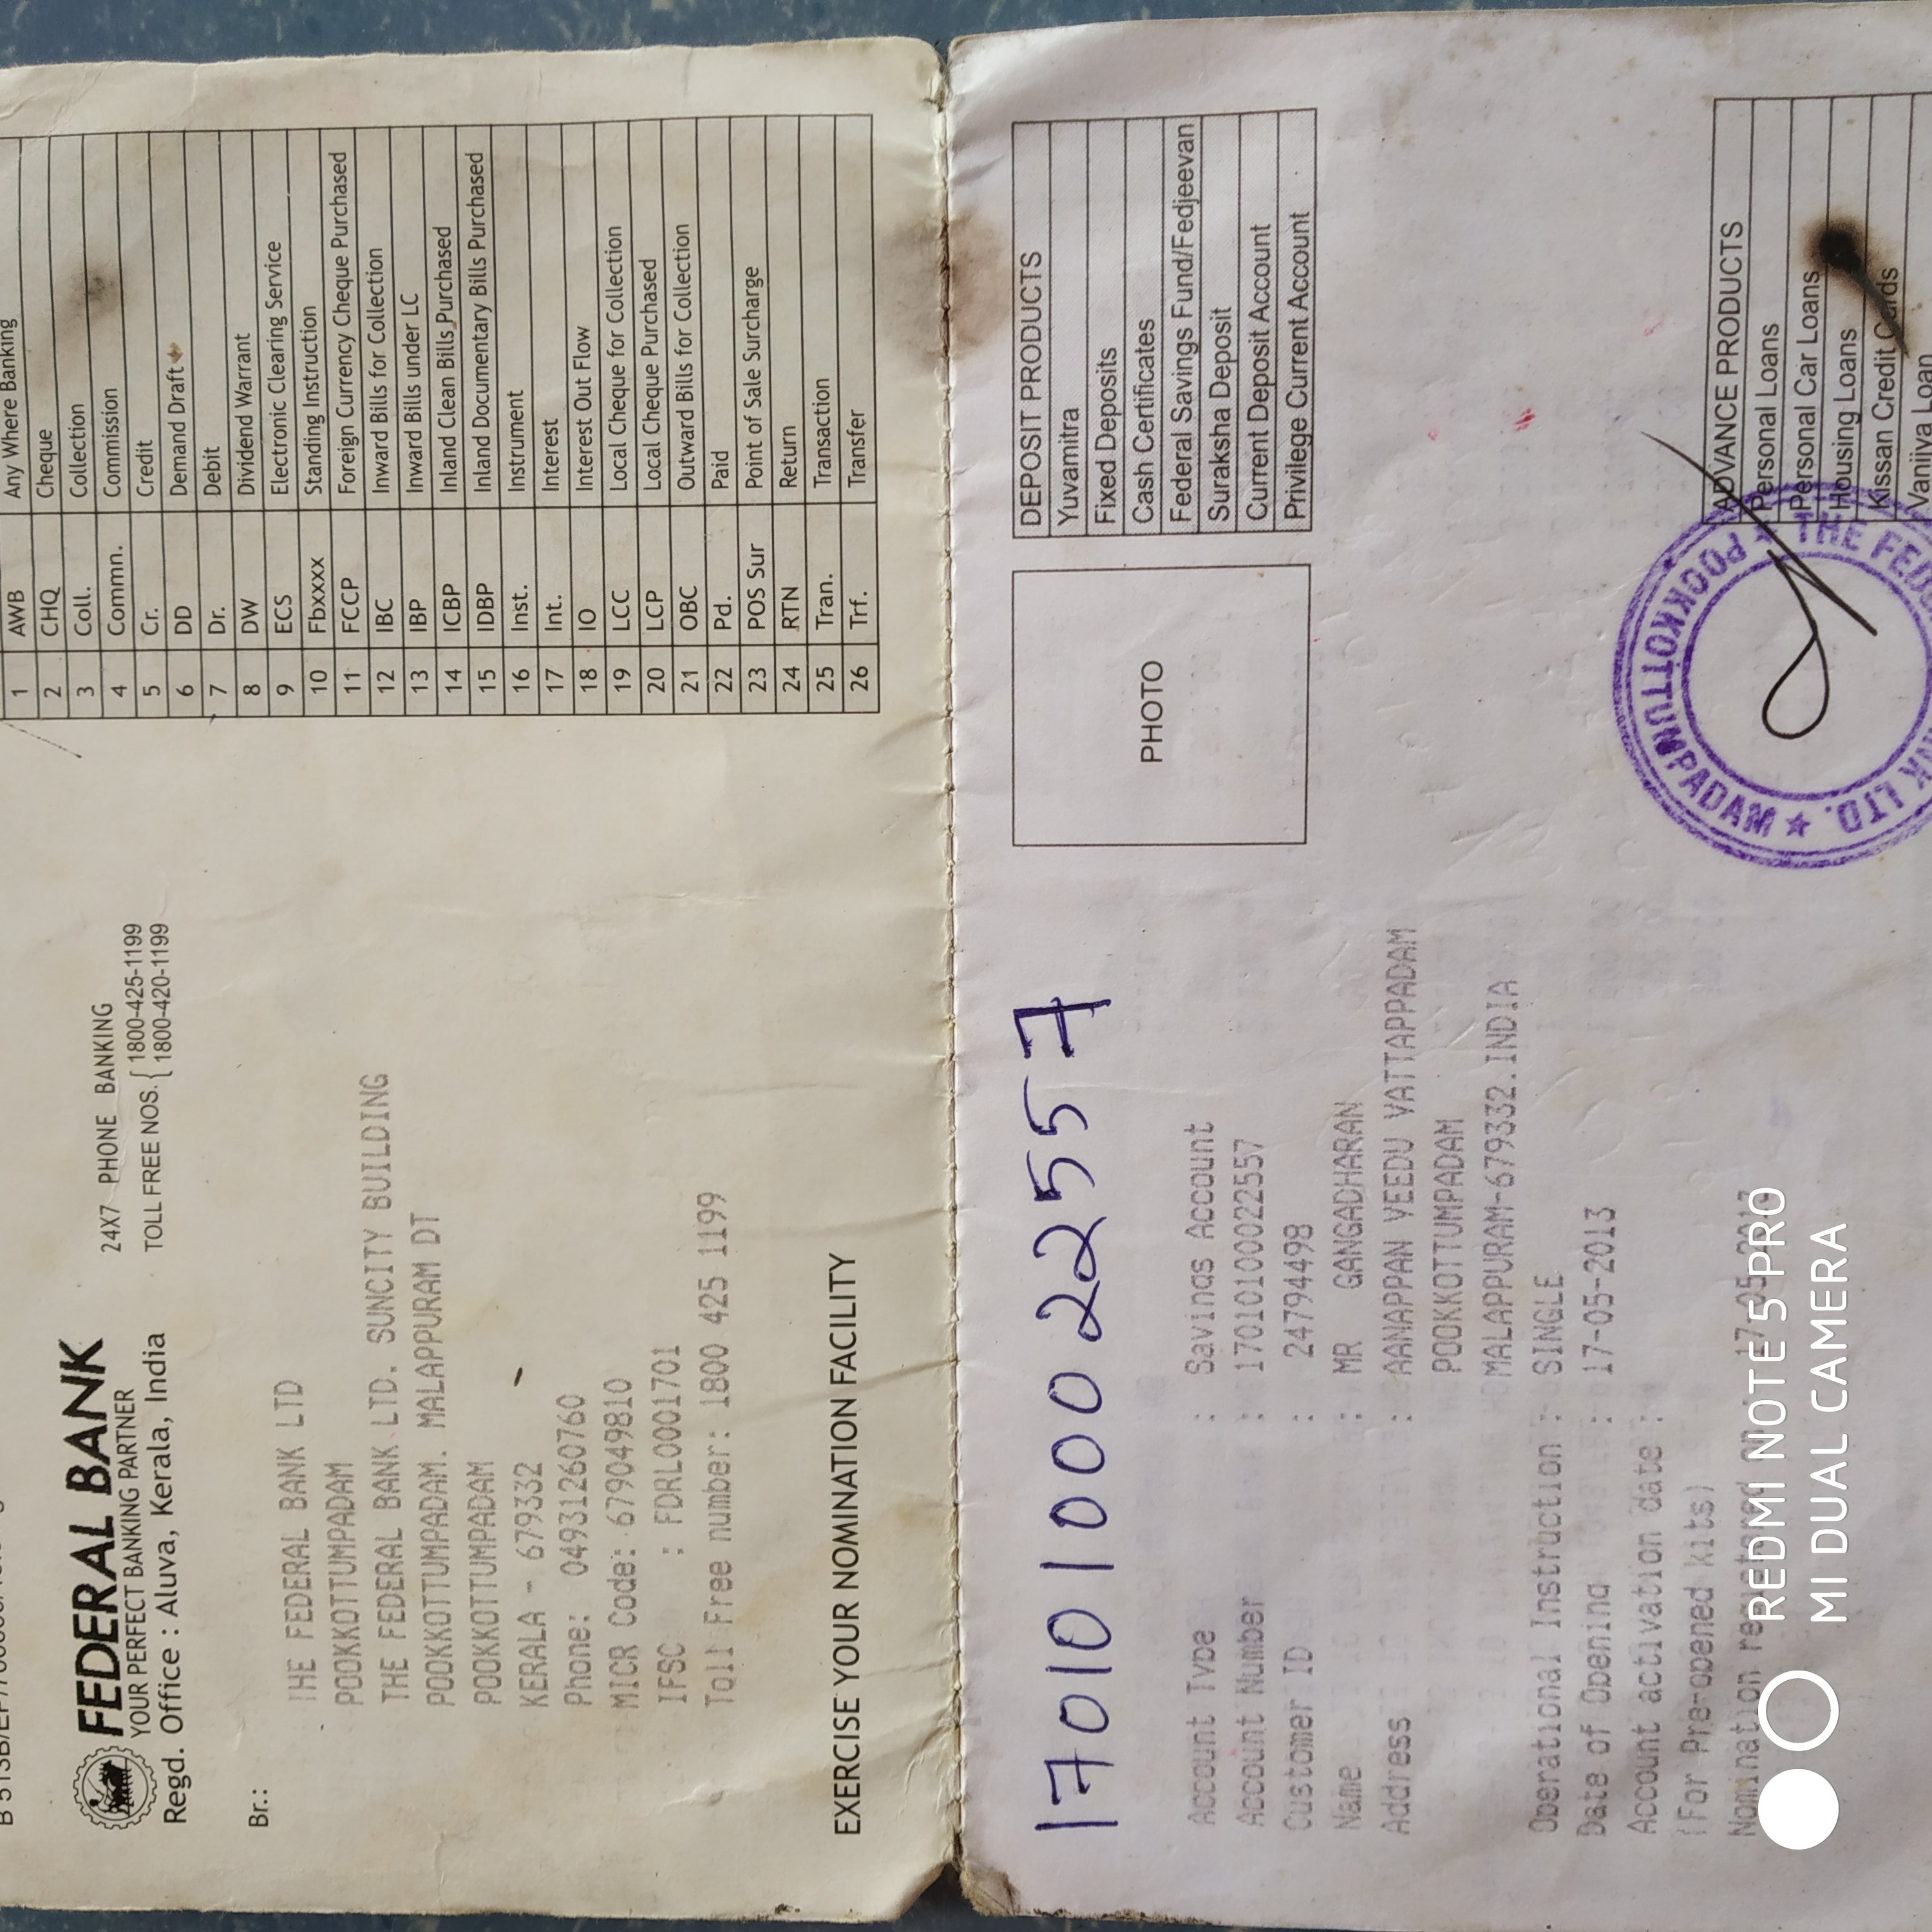 FEDERAL BANK
YOUR PERFECT BANKING PARTNER
Regd. Office : Aluva, Kerala, India
24X7 PHONE BANKING
TOLL FREE NOS. { 1800-425-1199
1800-420-1199
Br.:
THE FEDERAL BANK LTD
POOKKOTTUMPADAM
THE FEDERAL BANK LTD. SUNCITY BUILDING
POOKKOTTUMPADAM. MALAPPURAM DT
POOKKOTTUMPADAM
KERALA - 679332
Phone: 04931260760
MICR Code: 679049810
IFSC : FDRL0001701
Toll Free number: 1800 425 1199
EXERCISE YOUR NOMINATION FACILITY
1 AWB Any Where Banking
2 CHQ Cheque
3 Coll. Collection
4 Commn. Commission
5 Cr. Credit
6 DD Demand Draft
7 Dr. Debit
8 DW Dividend Warrant
9 ECS Electronic Clearing Service
10 Fbxxxx Standing Instruction
11 FCCP Foreign Currency Cheque Purchased
12 IBC Inward Bills for Collection
13 IBP Inward Bills under LC
14 ICBP Inland Clean Bills Purchased
15 IDBP Inland Documentary Bills Purchased
16 Inst. Instrument
17 Int. Interest
18 IO Interest Out Flow
19 LCC Local Cheque for Collection
20 LCP Local Cheque Purchased
21 OBC Outward Bills for Collection
22 Pd. Paid
23 POS Sur Point of Sale Surcharge
24 RTN Return
25 Tran. Transaction
26 Trf. Transfer
17010100022557
Account Type : Savings Account
Account Number : 17010100022557
Customer ID : 24794498
Name : MR GANGADHARAN
Address : AANAPPAN VEEDU VATTAPPADAM
POOKKOTTUMPADAM
MALAPPURAM-679332.INDIA
Operational Instruction : SINGLE
Date of Opening : 17-05-2013
Account activation date :
(For Pre-opened kits)
Nomination registered on : 17-05-2013
PHOTO
DEPOSIT PRODUCTS
Yuvamitra
Fixed Deposits
Cash Certificates
Federal Savings Fund/Fedjeevan
Suraksha Deposit
Current Deposit Account
Privilege Current Account
POOKKOTTUMPADAM ★ LTD.
★ THE
ADVANCE PRODUCTS
Personal Loans
Personal Car Loans
Housing Loans
Kissan Credit Cards
Vanijya Loan
REDMI NOTE 5 PRO
MI DUAL CAMERA